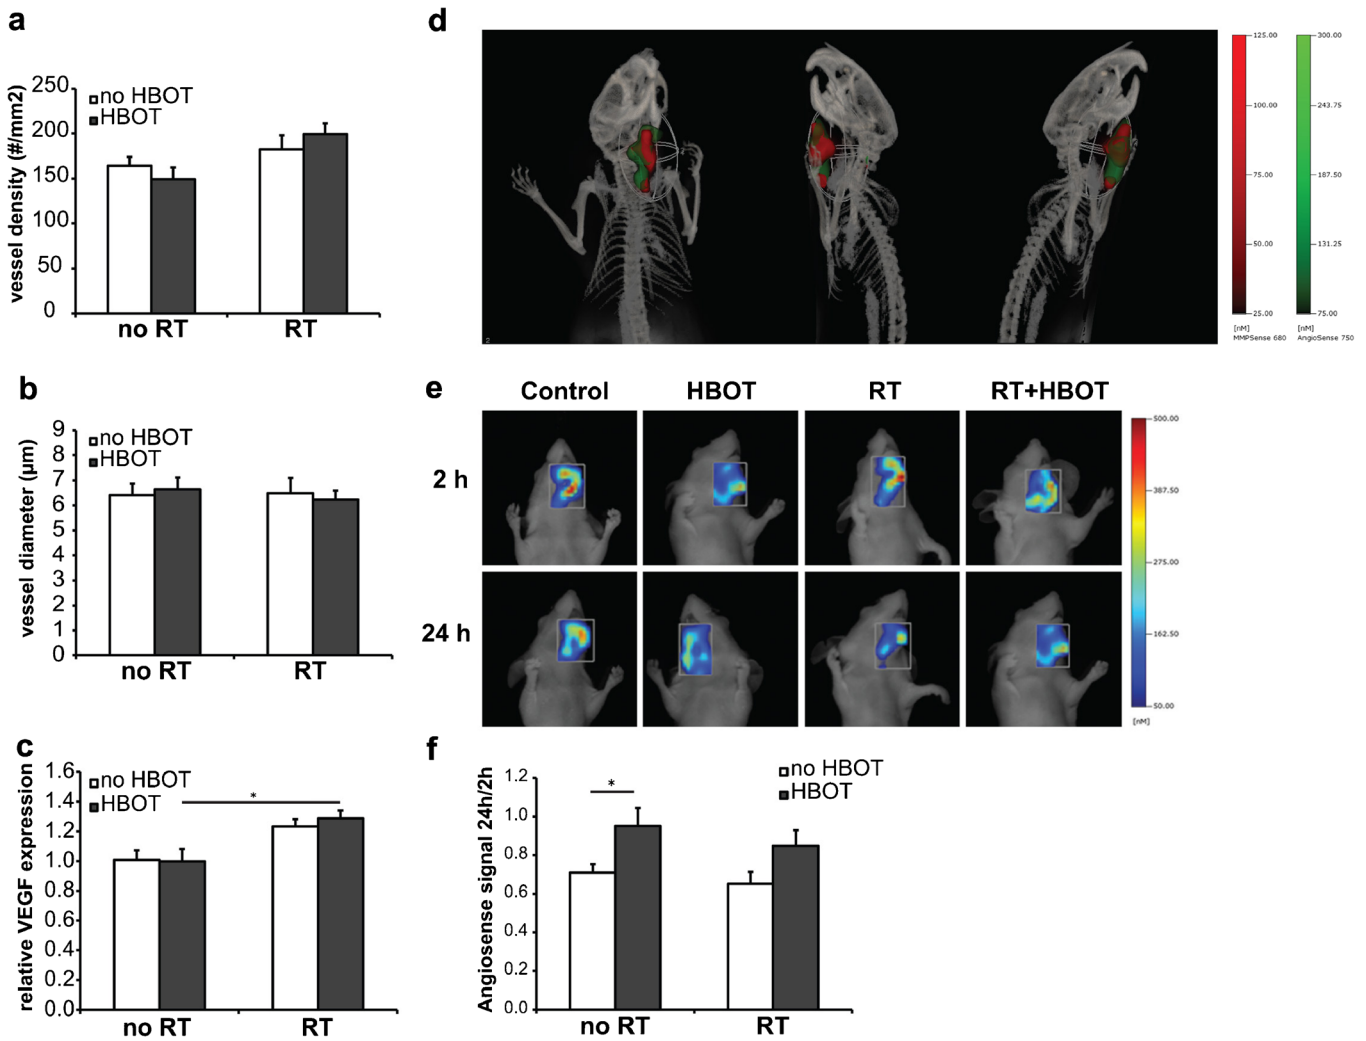 a
vessel density (#/mm2)
250
200
150
100
50
0
no HBOT
HBOT
no RT
RT
b
vessel diameter (µm)
9
8
7
6
5
4
3
2
1
0
no HBOT
HBOT
no RT
RT
c
relative VEGF expression
1.6
1.4
1.2
1.0
0.8
0.6
0.4
0.2
0.0
no HBOT
HBOT
*
no RT
RT
d
125.00
100.00
75.00
50.00
25.00
[nM]
MMPSense 680
300.00
243.75
187.50
131.25
75.00
[nM]
AngioSense 750
e
Control HBOT RT RT+HBOT
2 h
24 h
500.00
387.50
275.00
162.50
50.00
[nM]
f
Angiosense signal 24h/2h
1.2
1.0
0.8
0.6
0.4
0.2
0.0
*
no HBOT
HBOT
no RT
RT